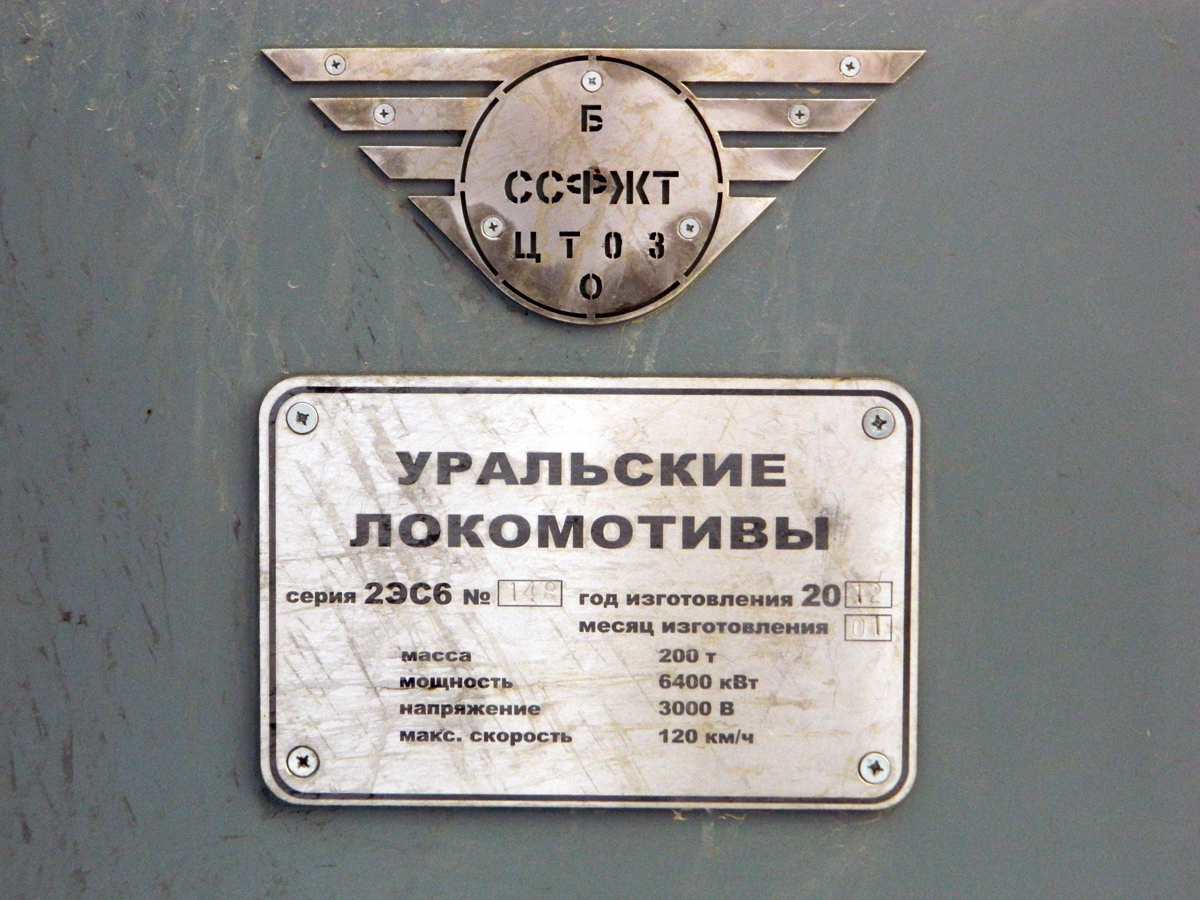 Б
ССФЖТ
ЦТОЗ
О
УРАЛЬСКИЕ
ЛОКОМОТИВЫ
серия 2ЭС6 № 148 год изготовления 2012
месяц изготовления 01
масса 200 т
мощность 6400 кВт
напряжение 3000 В
макс. скорость 120 км/ч